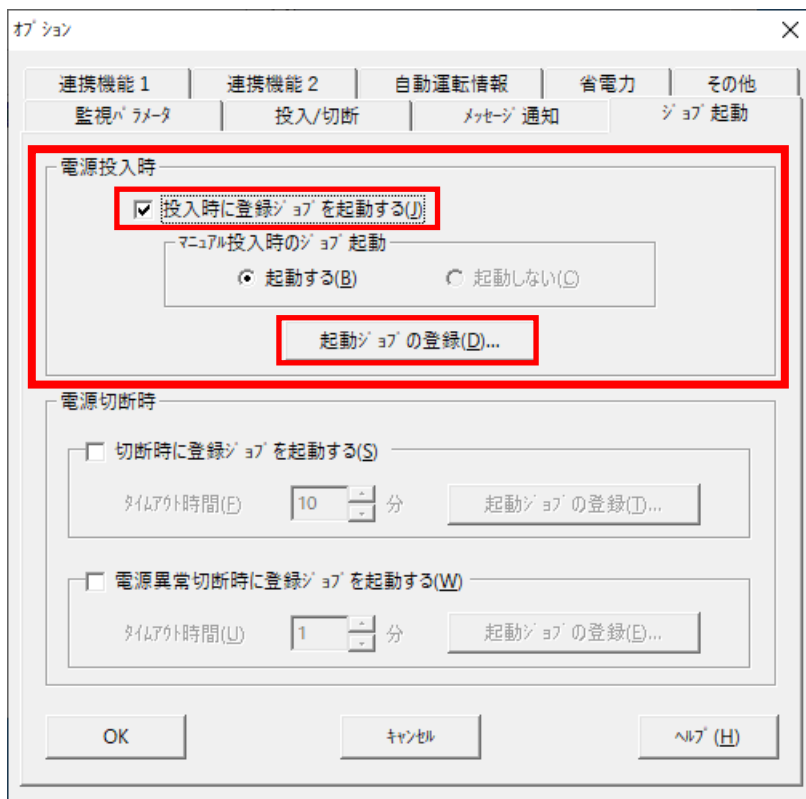 ｵﾌﾟｼｮﾝ
連携機能１ 連携機能２ 自動運転情報 省電力 その他
監視ﾊﾟﾗﾒｰﾀ 投入/切断 ﾒｯｾｰｼﾞ通知 ｼﾞｮﾌﾞ起動
電源投入時
投入時に登録ｼﾞｮﾌﾞを起動する(J)
ﾏﾆｭｱﾙ投入時のｼﾞｮﾌﾞ起動
起動する(B) 起動しない(C)
起動ｼﾞｮﾌﾞの登録(D)...
電源切断時
切断時に登録ｼﾞｮﾌﾞを起動する(S)
ﾀｲﾑｱｳﾄ時間(F) 10 分 起動ｼﾞｮﾌﾞの登録(T)...
電源異常切断時に登録ｼﾞｮﾌﾞを起動する(W)
ﾀｲﾑｱｳﾄ時間(U) 1 分 起動ｼﾞｮﾌﾞの登録(E)...
OK ｷｬﾝｾﾙ ﾍﾙﾌﾟ(H)